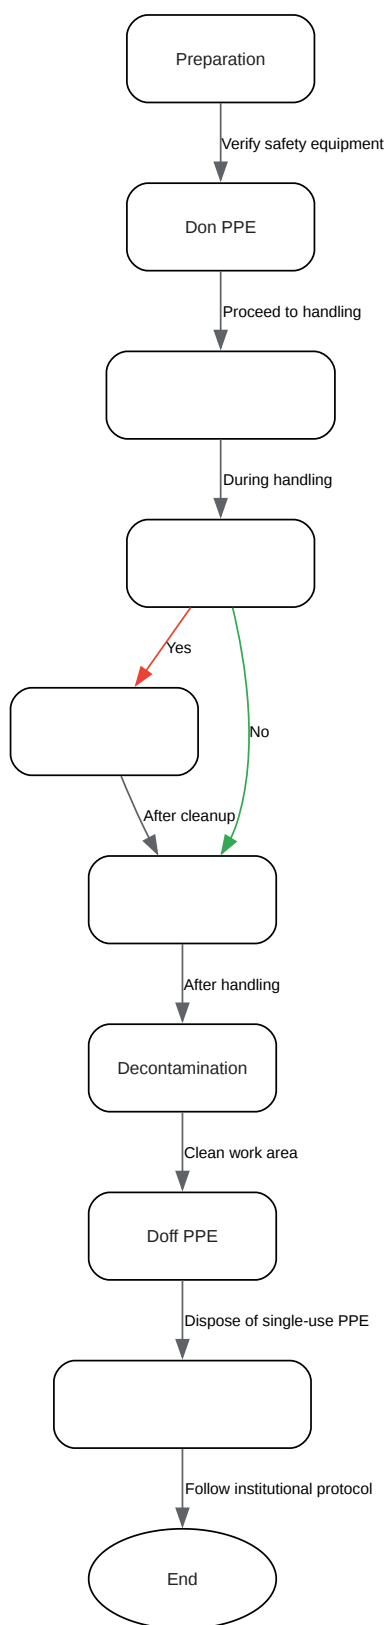 Preparation
Verify safety equipment
Don PPE
Proceed to handling
During handling
Yes
No
After cleanup
After handling
Decontamination
Clean work area
Doff PPE
Dispose of single-use PPE
Follow institutional protocol
End